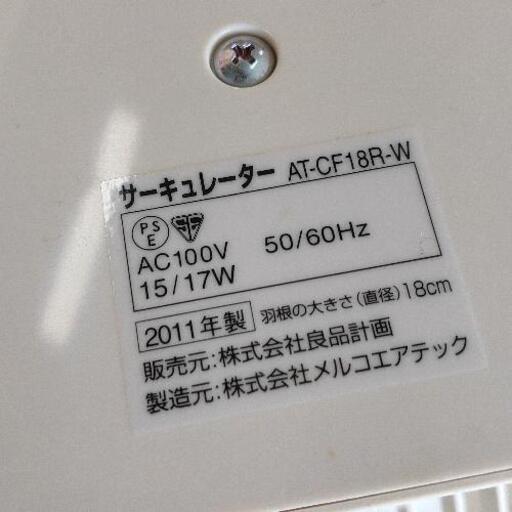 サーキュレーター AT-CF18R-W
PSE
AC100V 50/60Hz
15/17W
2011年製 羽根の大きさ(直径)18cm
販売元:株式会社良品計画
製造元:株式会社メルコエアテック